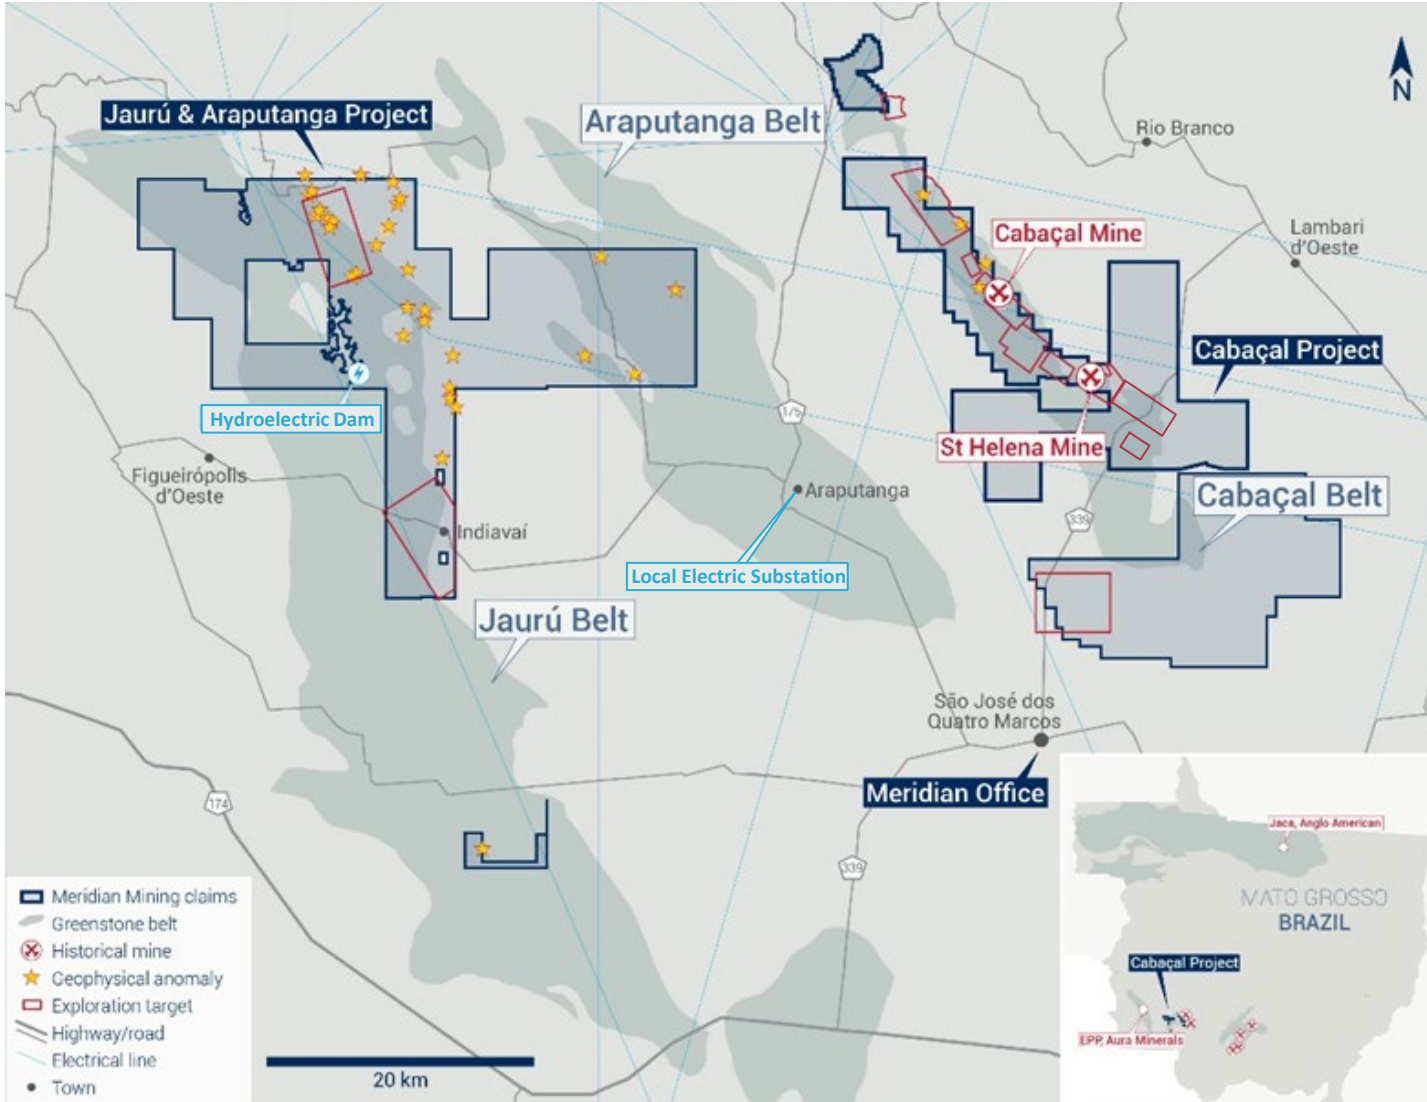 Jaurú & Araputanga Project
Araputanga Belt
N
Rio Branco
Cabaçal Mine
Lambari
d'Oeste
Cabaçal Project
Hydroelectric Dam
175
St Helena Mine
Figueirópolis
d'Oeste
Araputanga
Cabaçal Belt
339
Indiavaí
Local Electric Substation
Jaurú Belt
São José dos
Quatro Marcos
Meridian Office
174
339
Meridian Mining claims
Greenstone belt
Historical mine
Geophysical anomaly
Exploration target
Highway/road
Electrical line
Town
20 km
Jaca, Anglo American
MATO GROSSO
BRAZIL
Cabaçal Project
EPP, Aura Minerals